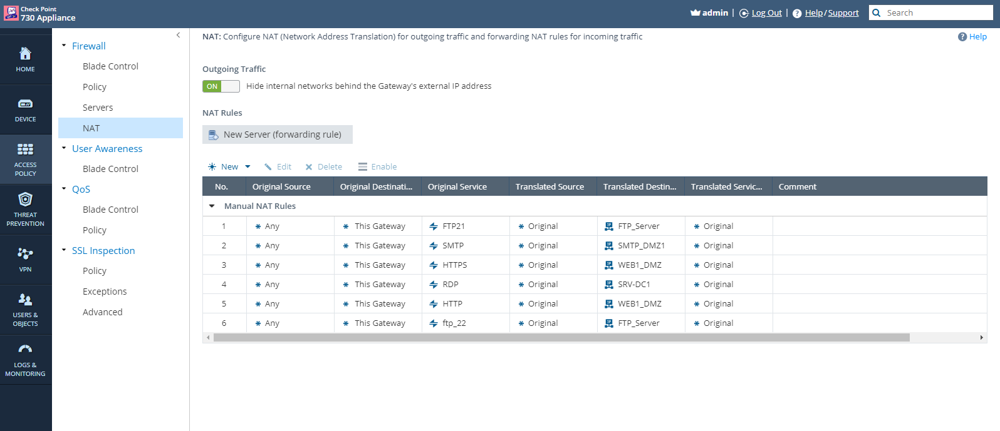 Check Point
730 Appliance
admin | Log Out | Help / Support
Search
HOME
DEVICE
ACCESS
POLICY
THREAT
PREVENTION
VPN
USERS &
OBJECTS
LOGS &
MONITORING
Firewall
Blade Control
Policy
Servers
NAT
User Awareness
Blade Control
QoS
Blade Control
Policy
SSL Inspection
Policy
Exceptions
Advanced
NAT: Configure NAT (Network Address Translation) for outgoing traffic and forwarding NAT rules for incoming traffic
Help
Outgoing Traffic
ON Hide internal networks behind the Gateway's external IP address
NAT Rules
New Server (forwarding rule)
New Edit Delete Enable
No. Original Source Original Destinati... Original Service Translated Source Translated Destin... Translated Servic... Comment
Manual NAT Rules
1 Any This Gateway FTP21 Original FTP_Server Original
2 Any This Gateway SMTP Original SMTP_DMZ1 Original
3 Any This Gateway HTTPS Original WEB1_DMZ Original
4 Any This Gateway RDP Original SRV-DC1 Original
5 Any This Gateway HTTP Original WEB1_DMZ Original
6 Any This Gateway ftp_22 Original FTP_Server Original